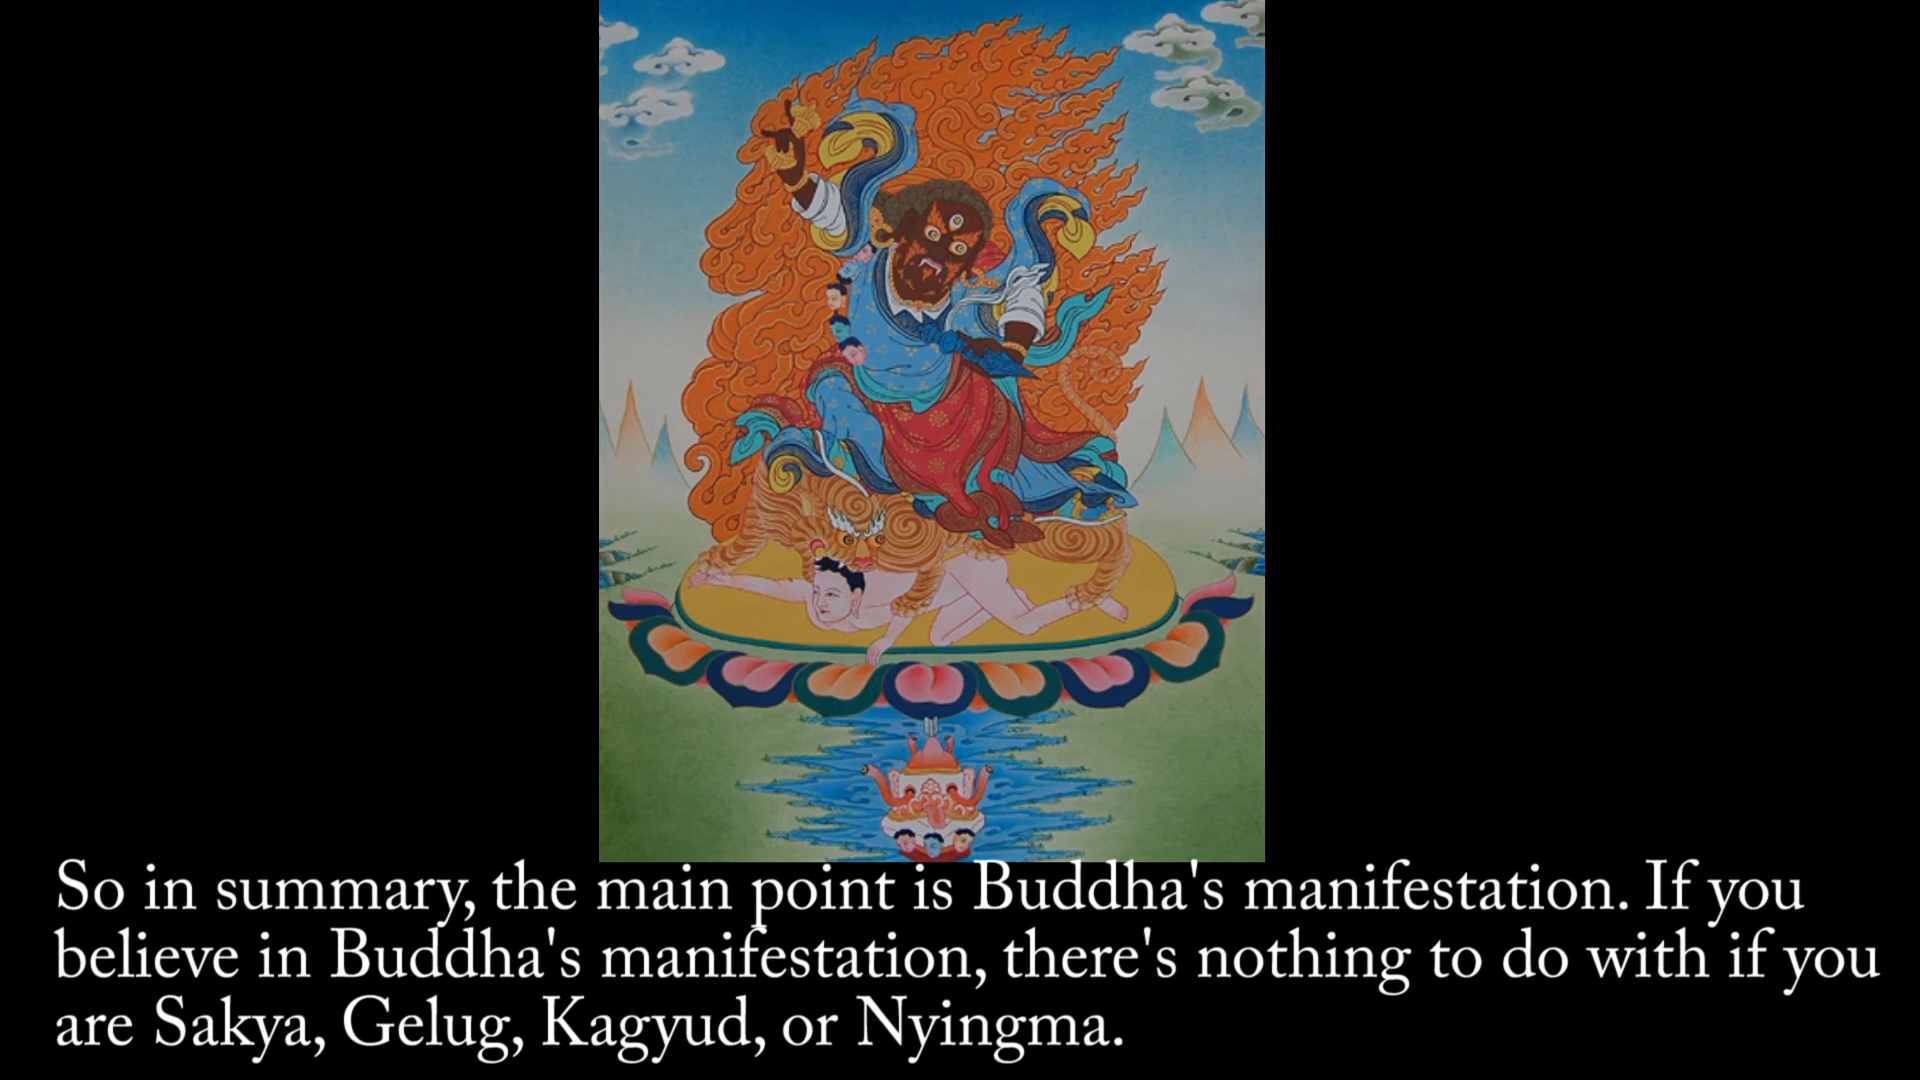 So in summary, the main point is Buddha's manifestation. If you
believe in Buddha's manifestation, there's nothing to do with if you
are Sakya, Gelug, Kagyud, or Nyingma.